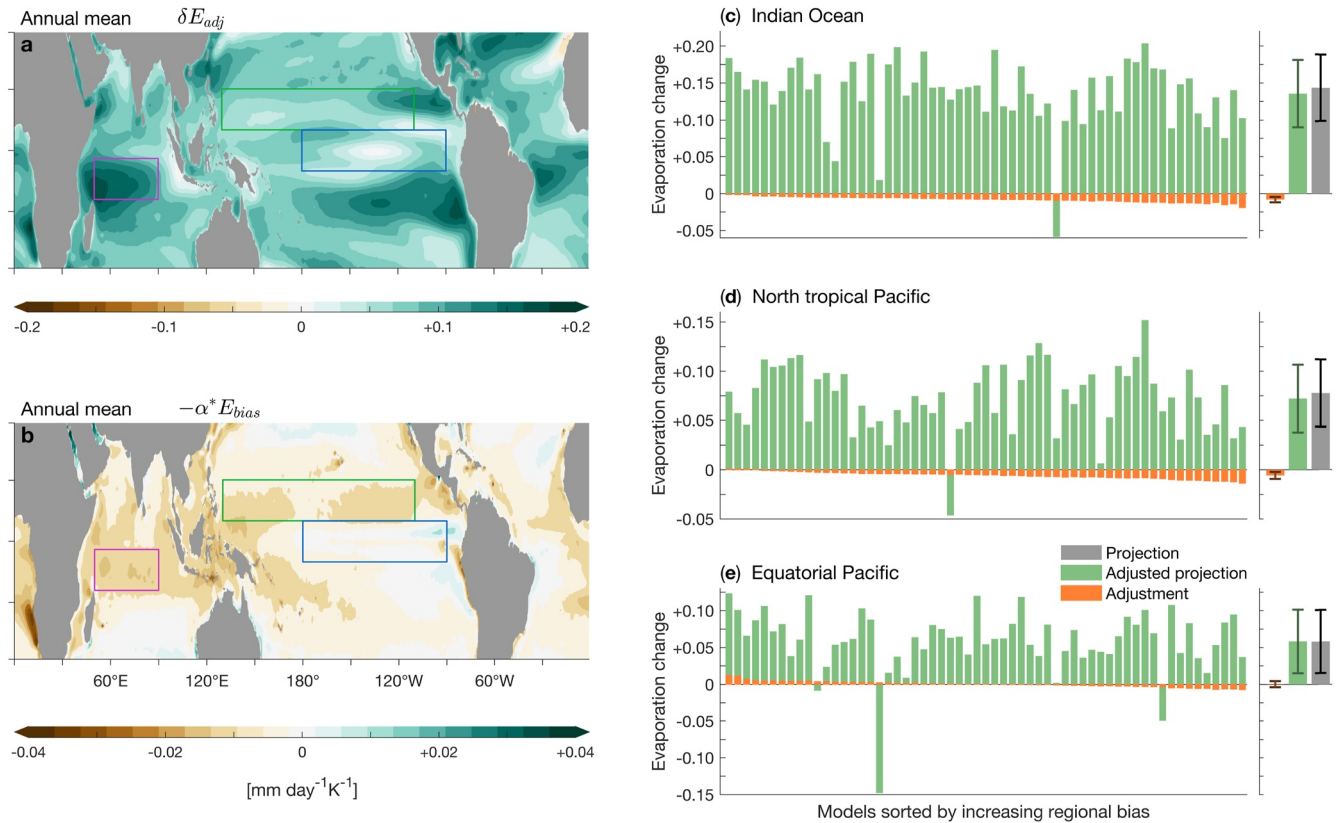 Annual mean δE_adj
a
-0.2 -0.1 0 +0.1 +0.2
Annual mean −α*E_bias
b
60°E 120°E 180° 120°W 60°W
-0.04 -0.02 0 +0.02 +0.04
[mm day⁻¹K⁻¹]
(c) Indian Ocean
Evaporation change
+0.20
+0.15
+0.10
+0.05
0
-0.05
(d) North tropical Pacific
Evaporation change
+0.15
+0.10
+0.05
0
-0.05
(e) Equatorial Pacific
Projection
Adjusted projection
Adjustment
Evaporation change
+0.10
+0.05
0
-0.05
-0.10
-0.15
Models sorted by increasing regional bias